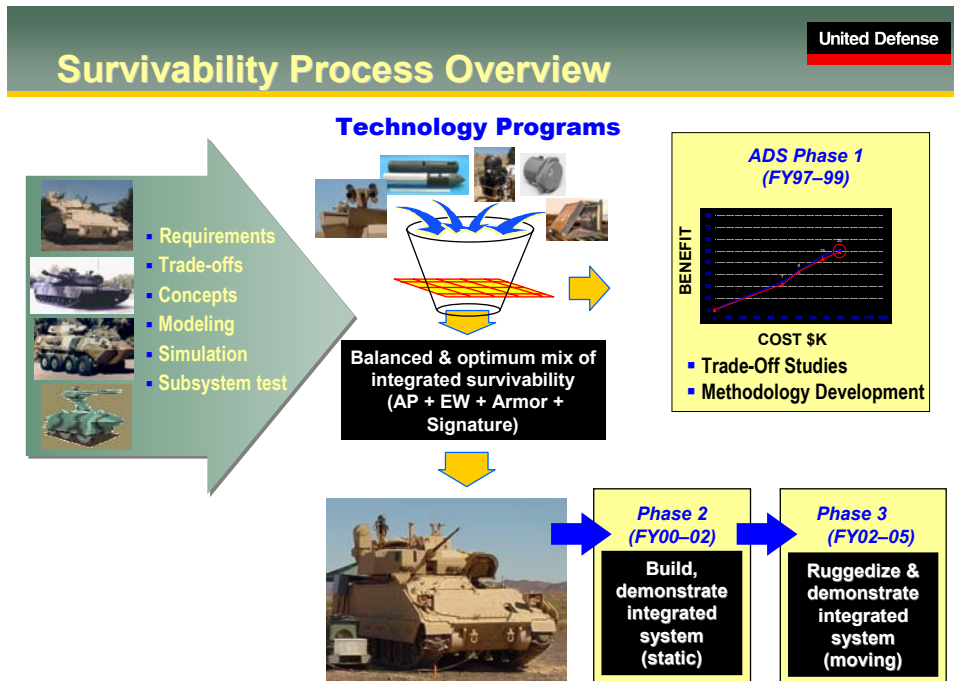 United Defense
Survivability Process Overview
Technology Programs
▪ Requirements
▪ Trade-offs
▪ Concepts
▪ Modeling
▪ Simulation
▪ Subsystem test
Balanced & optimum mix of
integrated survivability
(AP + EW + Armor +
Signature)
ADS Phase 1
(FY97–99)
BENEFIT
COST $K
▪ Trade-Off Studies
▪ Methodology Development
Phase 2
(FY00–02)
Build,
demonstrate
integrated
system
(static)
Phase 3
(FY02–05)
Ruggedize &
demonstrate
integrated
system
(moving)